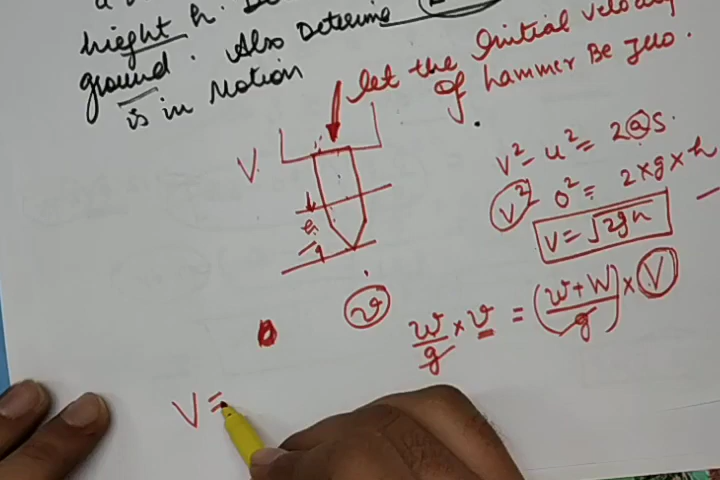 hieght h.
ground. Also Determine
is in Motion
let the Initial velocity
of hammer Be zero.
V
V² - u² = 2as.
V² - 0² = 2×g×h
V = √2gh
h
v
W/g × v = (W+W/g) × V
V =